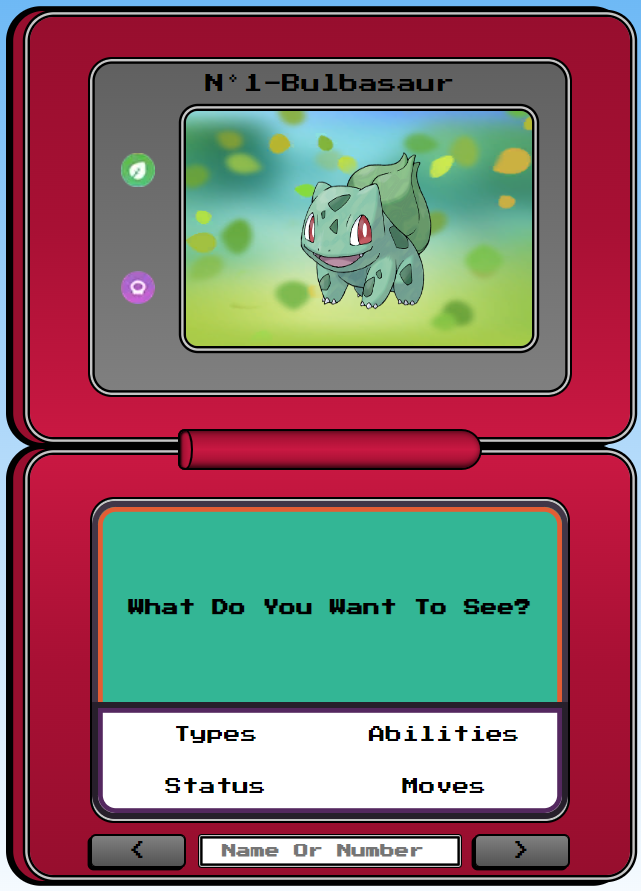 N°1-Bulbasaur
What Do You Want To See?
Types Abilities
Status Moves
< Name Or Number >